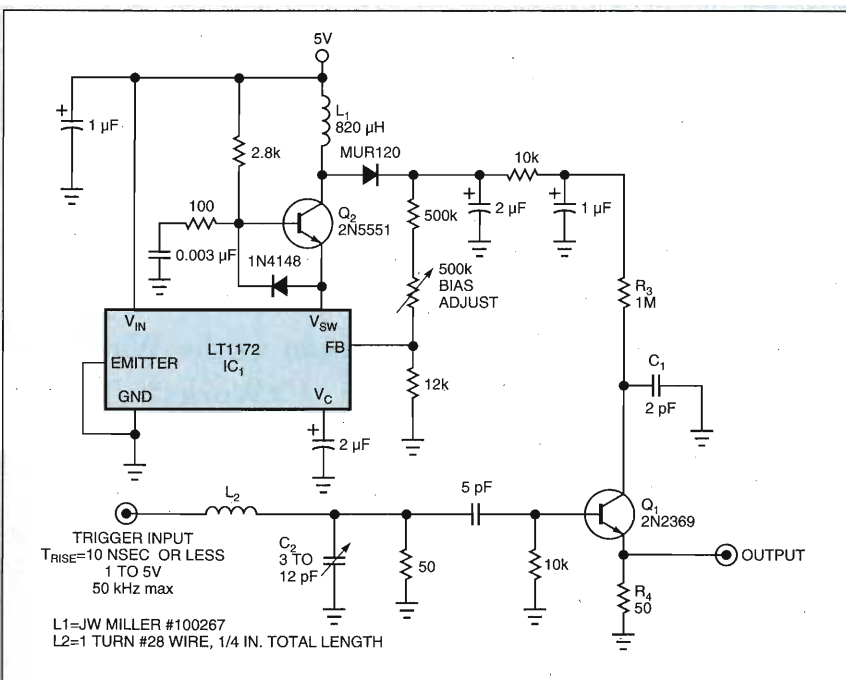 5V
L1
820 µH
+
1 µF
2.8k
MUR120
10k
100
Q2
2N5551
500k
+
2 µF
+
1 µF
0.003 µF
1N4148
500k
BIAS
ADJUST
R3
1M
VIN
VSW
LT1172
IC1
FB
EMITTER
GND
VC
12k
C1
2 pF
+
2 µF
L2
5 pF
Q1
2N2369
TRIGGER INPUT
TRISE=10 NSEC OR LESS
1 TO 5V
50 kHz max
C2
3 TO
12 pF
50
10k
OUTPUT
R4
50
L1=JW MILLER #100267
L2=1 TURN #28 WIRE, 1/4 IN. TOTAL LENGTH